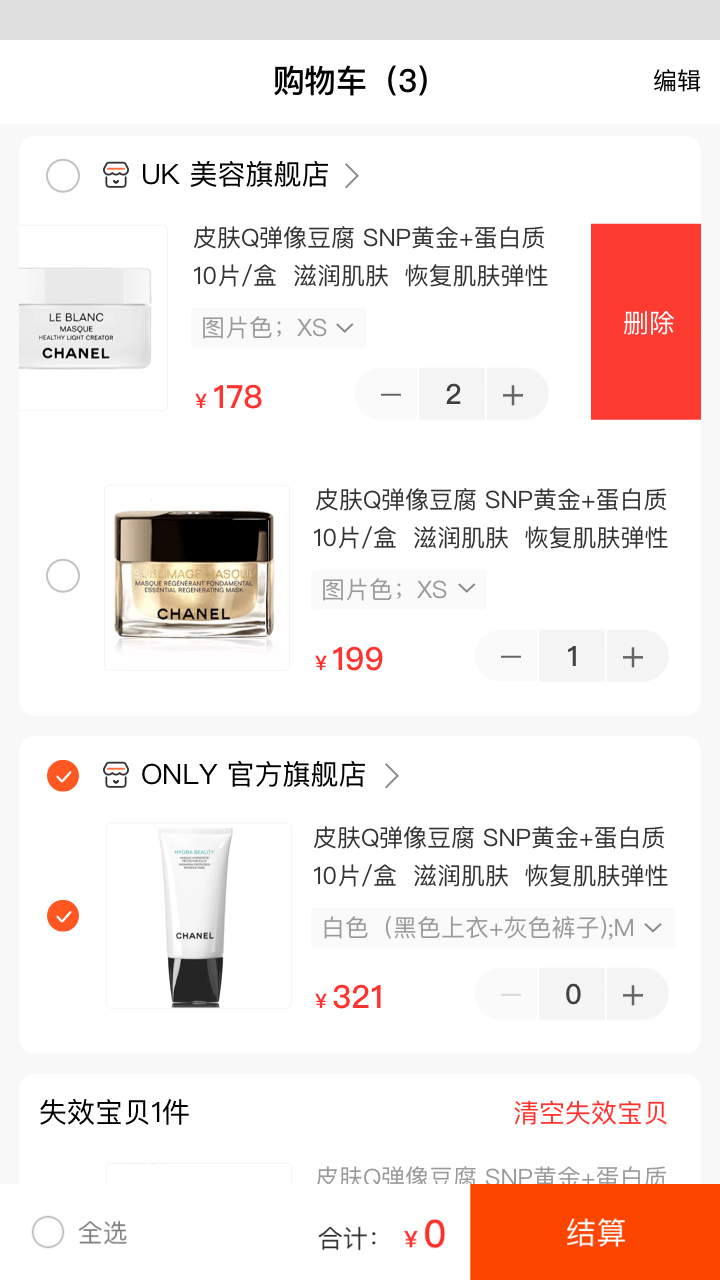 购物车（3）
编辑
UK 美容旗舰店
皮肤Q弹像豆腐 SNP黄金+蛋白质
10片/盒 滋润肌肤 恢复肌肤弹性
LE BLANC
MASQUE
HEALTHY LIGHT CREATOR
CHANEL
图片色；XS
删除
¥178
2
皮肤Q弹像豆腐 SNP黄金+蛋白质
10片/盒 滋润肌肤 恢复肌肤弹性
SUBLIMAGE MASQUE
MASQUE RÉGÉNÉRANT FONDAMENTAL
ESSENTIAL REGENERATING MASK
CHANEL
图片色；XS
¥199
1
ONLY 官方旗舰店
皮肤Q弹像豆腐 SNP黄金+蛋白质
10片/盒 滋润肌肤 恢复肌肤弹性
HYDRA BEAUTY
CHANEL
白色（黑色上衣+灰色裤子);M
¥321
0
失效宝贝1件
清空失效宝贝
皮肤Q弹像豆腐 SNP黄金+蛋白质
全选
合计：¥0
结算